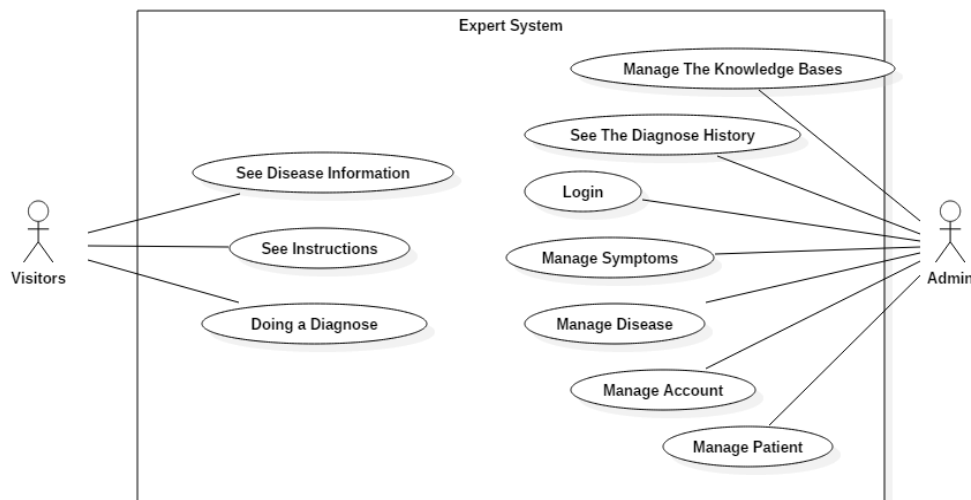 Expert System
Manage The Knowledge Bases
See The Diagnose History
See Disease Information
Login
See Instructions
Manage Symptoms
Visitors
Admin
Doing a Diagnose
Manage Disease
Manage Account
Manage Patient